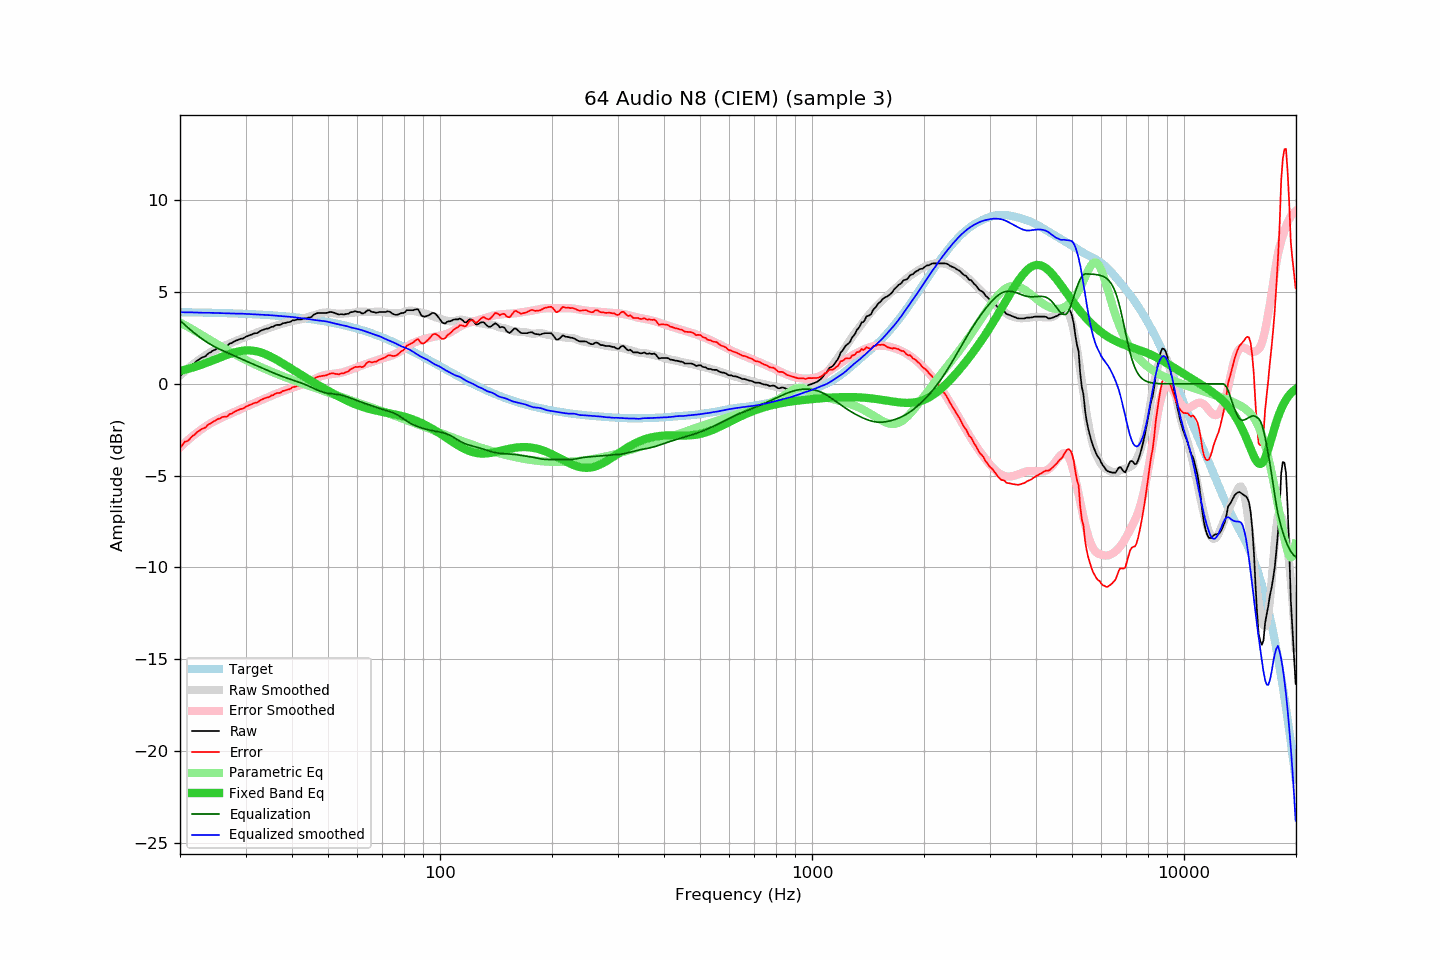 64 Audio N8 (CIEM) (sample 3)
Amplitude (dBr)
10
5
0
−5
−10
−15
−20
−25
Target
Raw Smoothed
Error Smoothed
Raw
Error
Parametric Eq
Fixed Band Eq
Equalization
Equalized smoothed
100
1000
10000
Frequency (Hz)